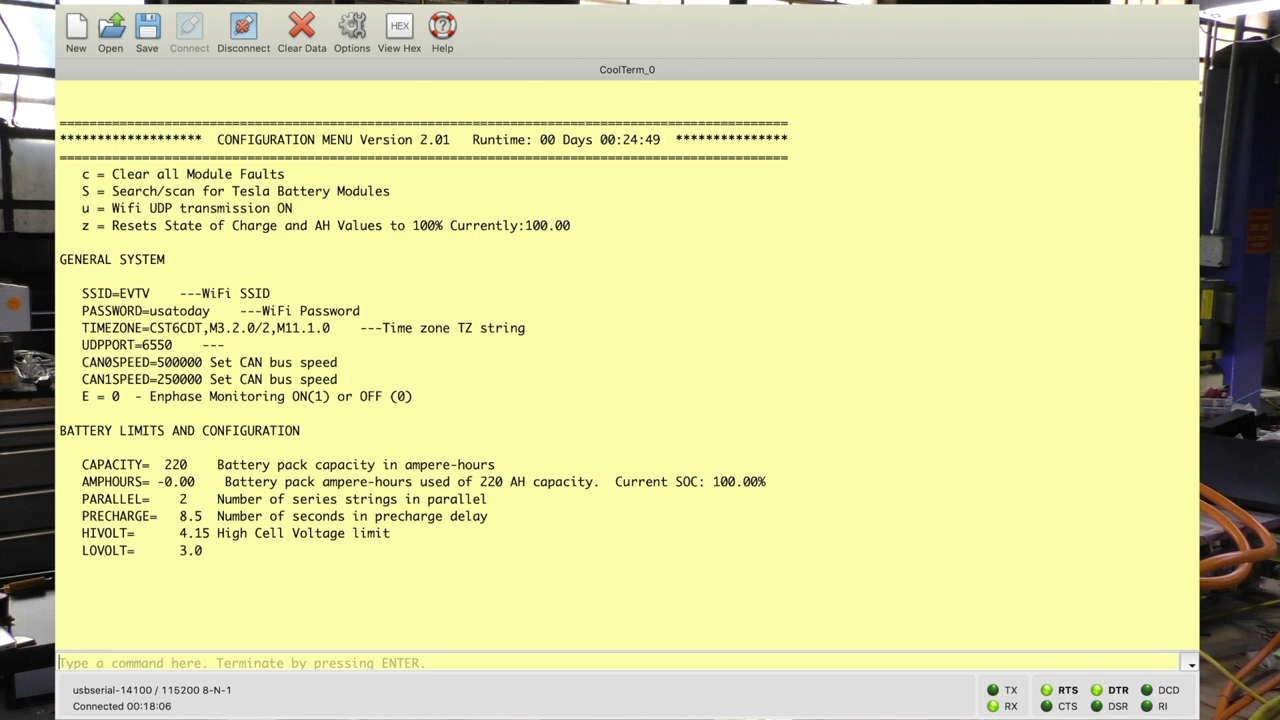 New Open Save Connect Disconnect Clear Data Options View Hex HEX Help
CoolTerm_0
================================================================================
******************* CONFIGURATION MENU Version 2.01 Runtime: 00 Days 00:24:49 ***************
================================================================================
c = Clear all Module Faults
S = Search/scan for Tesla Battery Modules
u = Wifi UDP transmission ON
z = Resets State of Charge and AH Values to 100% Currently:100.00
GENERAL SYSTEM
SSID=EVTV ---WiFi SSID
PASSWORD=usatoday ---WiFi Password
TIMEZONE=CST6CDT,M3.2.0/2,M11.1.0 ---Time zone TZ string
UDPPORT=6550 ---
CAN0SPEED=500000 Set CAN bus speed
CAN1SPEED=250000 Set CAN bus speed
E = 0 - Enphase Monitoring ON(1) or OFF (0)
BATTERY LIMITS AND CONFIGURATION
CAPACITY= 220 Battery pack capacity in ampere-hours
AMPHOURS= -0.00 Battery pack ampere-hours used of 220 AH capacity. Current SOC: 100.00%
PARALLEL= 2 Number of series strings in parallel
PRECHARGE= 8.5 Number of seconds in precharge delay
HIVOLT= 4.15 High Cell Voltage limit
LOVOLT= 3.0
Type a command here. Terminate by pressing ENTER.
usbserial-14100 / 115200 8-N-1
Connected 00:18:06
TX RTS DTR DCD
RX CTS DSR RI